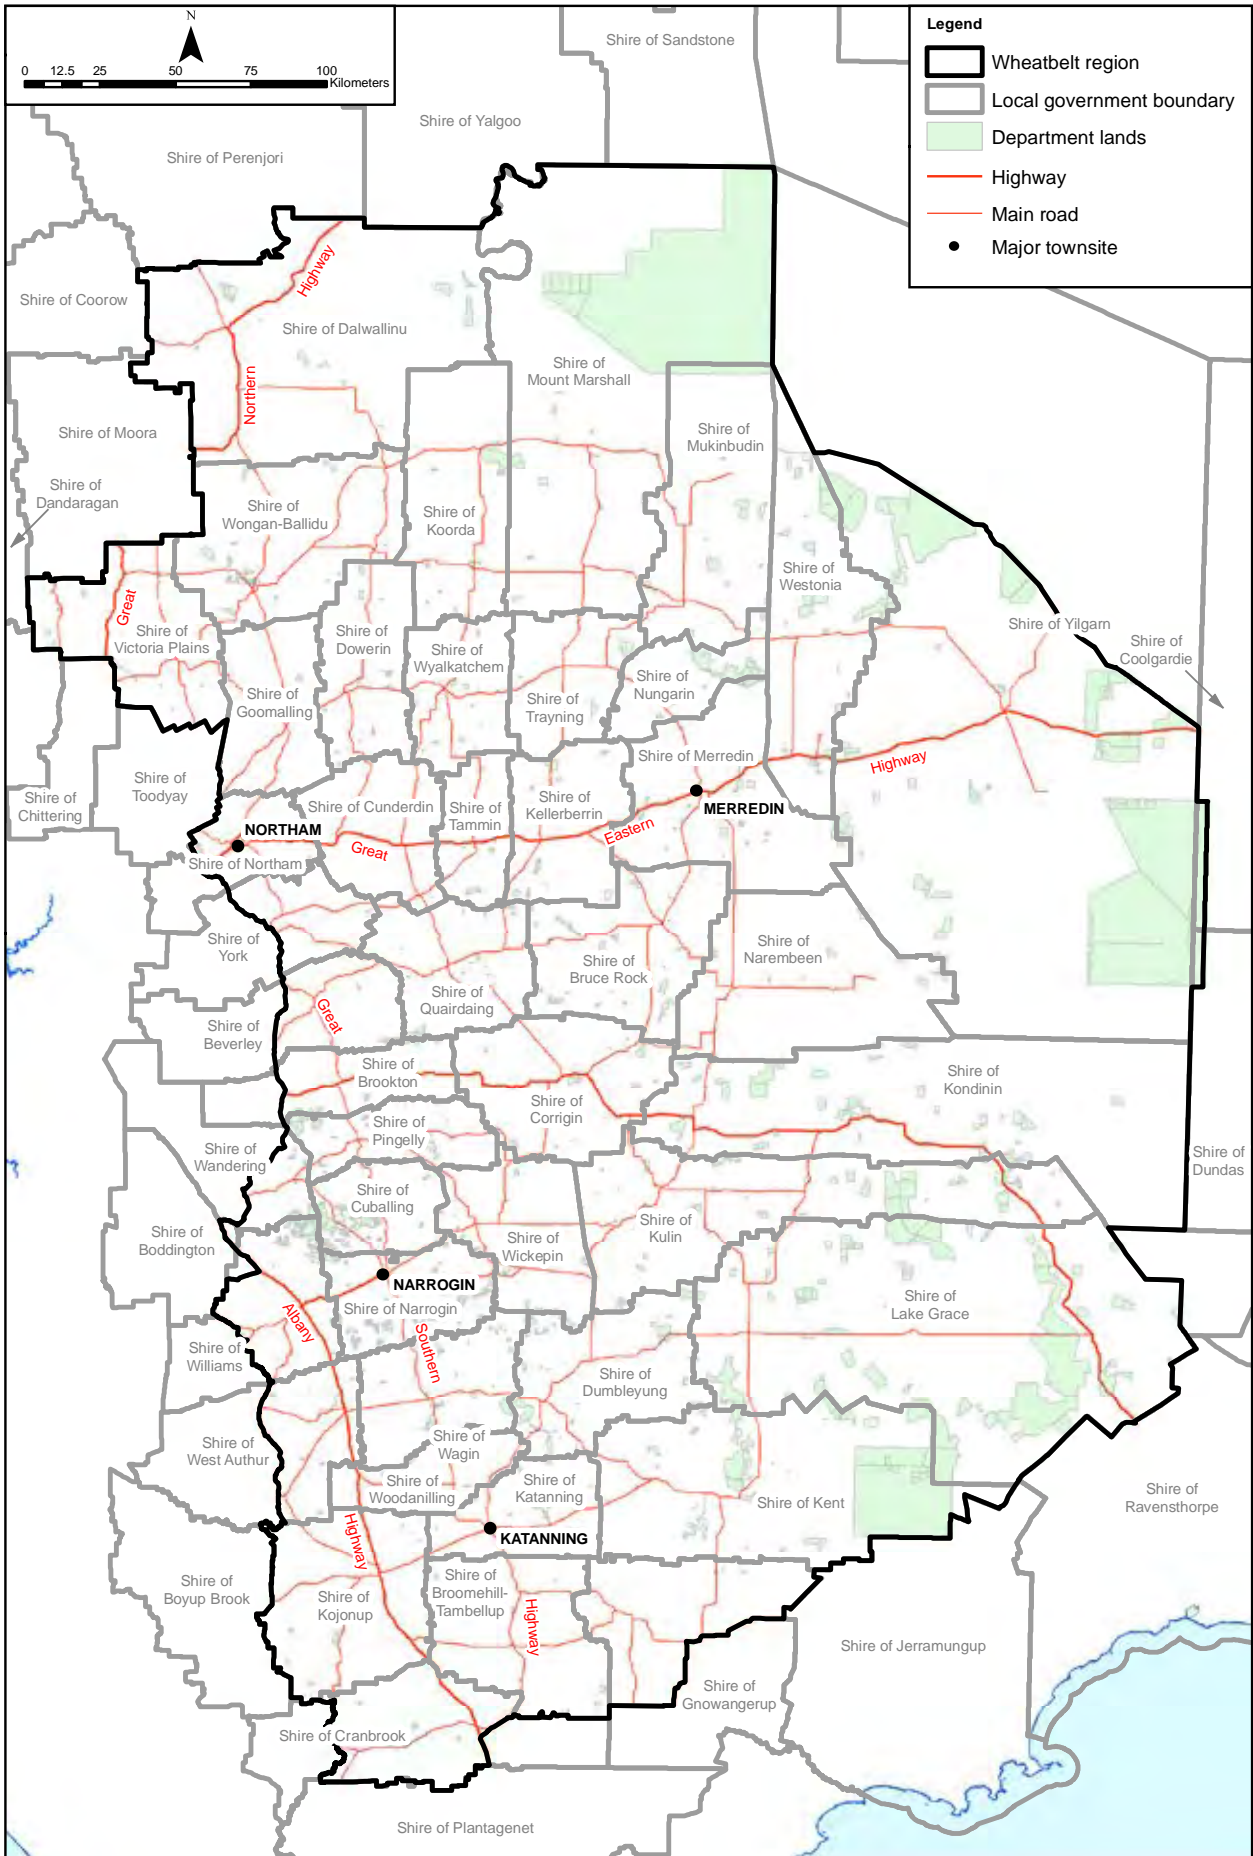 N
0 12.5 25 50 75 100
Kilometers
Legend
Wheatbelt region
Local government boundary
Department lands
Highway
Main road
Major townsite
Shire of Sandstone
Shire of Yalgoo
Shire of Perenjori
Shire of Coorow
Highway
Shire of Dalwallinu
Shire of
Mount Marshall
Northern
Shire of Moora
Shire of
Mukinbudin
Shire of
Dandaragan
Shire of
Wongan-Ballidu
Shire of
Koorda
Shire of
Westonia
Great
Shire of
Victoria Plains
Shire of
Dowerin
Shire of
Wyalkatchem
Shire of Yilgarn
Shire of
Coolgardie
Shire of
Goomalling
Shire of
Trayning
Shire of
Nungarin
Shire of
Toodyay
Shire of
Chittering
Shire of Merredin
Highway
Shire of Cunderdin
Shire of
Tammin
Shire of
Kellerberrin
MERREDIN
NORTHAM
Great
Eastern
Shire of Northam
Shire of
York
Shire of
Narembeen
Shire of
Bruce Rock
Shire of
Quairdaing
Great
Shire of
Beverley
Shire of
Brookton
Shire of
Kondinin
Shire of
Corrigin
Shire of
Pingelly
Shire of
Wandering
Shire of
Dundas
Shire of
Cuballing
Shire of
Boddington
Shire of
Wickepin
Shire of
Kulin
NARROGIN
Shire of Narrogin
Albany
Southern
Shire of
Lake Grace
Shire of
Williams
Shire of
Dumbleyung
Shire of
West Authur
Shire of
Wagin
Shire of
Woodanilling
Shire of
Katanning
Shire of Kent
Shire of
Ravensthorpe
Highway
KATANNING
Shire of
Boyup Brook
Shire of
Kojonup
Shire of
Broomehill-
Tambellup
Highway
Shire of Jerramungup
Shire of
Gnowangerup
Shire of Cranbrook
Shire of Plantagenet